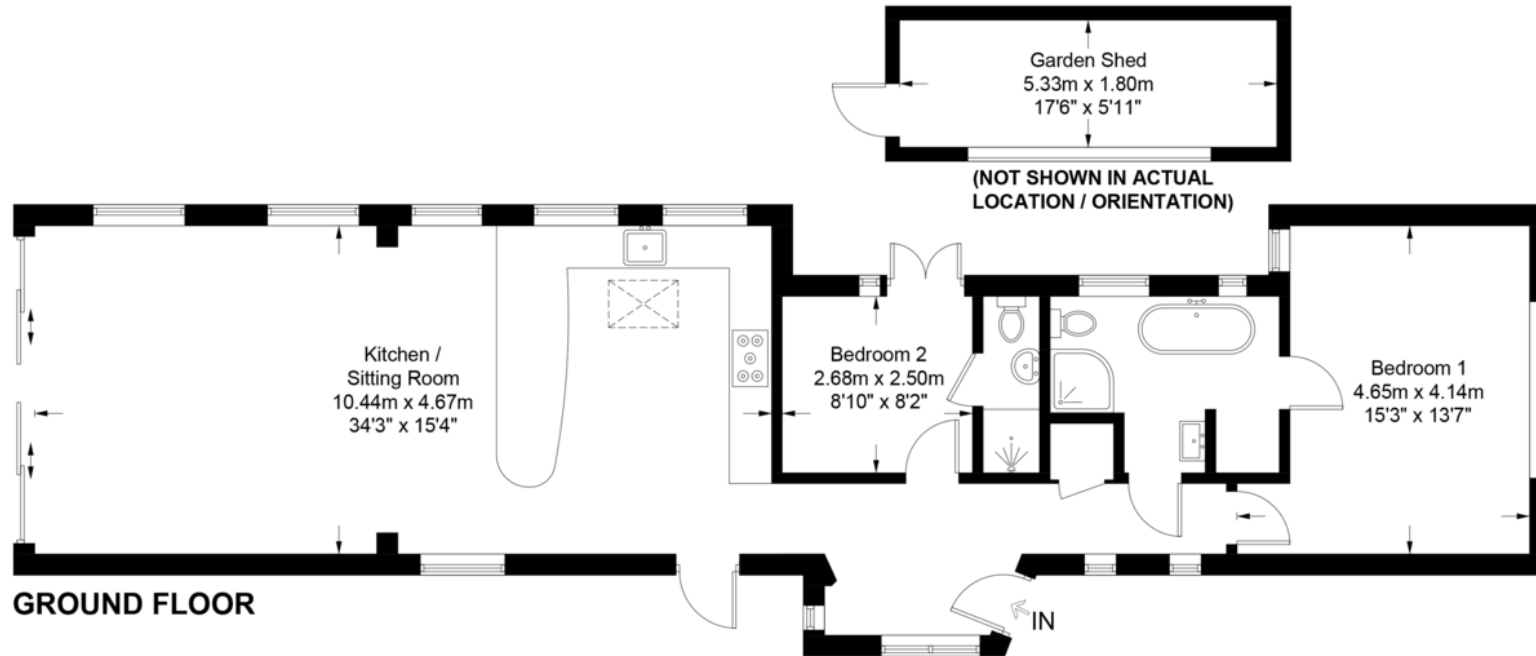 Garden Shed
5.33m x 1.80m
17'6" x 5'11"
(NOT SHOWN IN ACTUAL
LOCATION / ORIENTATION)
Kitchen /
Sitting Room
10.44m x 4.67m
34'3" x 15'4"
Bedroom 2
2.68m x 2.50m
8'10" x 8'2"
Bedroom 1
4.65m x 4.14m
15'3" x 13'7"
GROUND FLOOR
IN